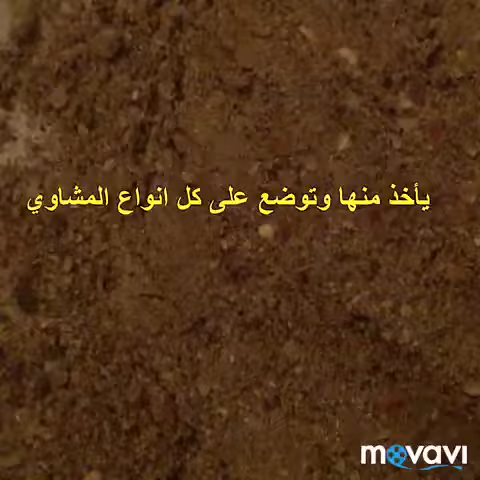 يأخذ منها وتوضع على كل انواع المشاوي
movavi